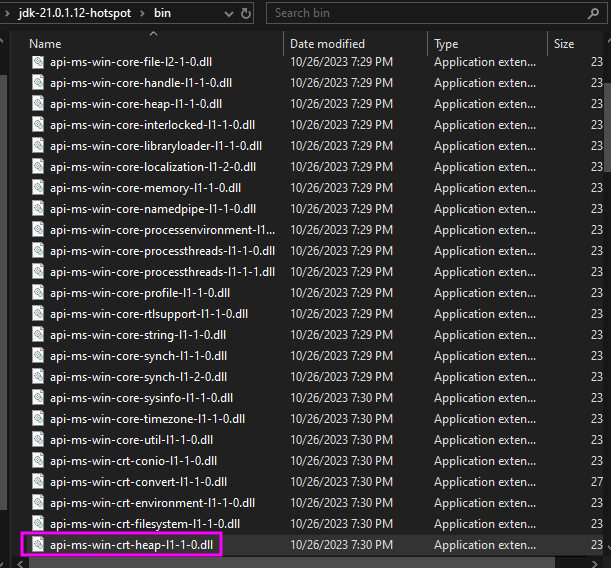 jdk-21.0.1.12-hotspot > bin
Search bin
Name Date modified Type Size
api-ms-win-core-file-l2-1-0.dll 10/26/2023 7:29 PM Application exten... 23
api-ms-win-core-handle-l1-1-0.dll 10/26/2023 7:29 PM Application exten... 23
api-ms-win-core-heap-l1-1-0.dll 10/26/2023 7:29 PM Application exten... 23
api-ms-win-core-interlocked-l1-1-0.dll 10/26/2023 7:29 PM Application exten... 23
api-ms-win-core-libraryloader-l1-1-0.dll 10/26/2023 7:29 PM Application exten... 23
api-ms-win-core-localization-l1-2-0.dll 10/26/2023 7:29 PM Application exten... 23
api-ms-win-core-memory-l1-1-0.dll 10/26/2023 7:29 PM Application exten... 23
api-ms-win-core-namedpipe-l1-1-0.dll 10/26/2023 7:29 PM Application exten... 23
api-ms-win-core-processenvironment-l1... 10/26/2023 7:29 PM Application exten... 23
api-ms-win-core-processthreads-l1-1-0.dll 10/26/2023 7:29 PM Application exten... 23
api-ms-win-core-processthreads-l1-1-1.dll 10/26/2023 7:29 PM Application exten... 23
api-ms-win-core-profile-l1-1-0.dll 10/26/2023 7:29 PM Application exten... 23
api-ms-win-core-rtlsupport-l1-1-0.dll 10/26/2023 7:29 PM Application exten... 23
api-ms-win-core-string-l1-1-0.dll 10/26/2023 7:29 PM Application exten... 23
api-ms-win-core-synch-l1-1-0.dll 10/26/2023 7:29 PM Application exten... 23
api-ms-win-core-synch-l1-2-0.dll 10/26/2023 7:29 PM Application exten... 23
api-ms-win-core-sysinfo-l1-1-0.dll 10/26/2023 7:30 PM Application exten... 23
api-ms-win-core-timezone-l1-1-0.dll 10/26/2023 7:30 PM Application exten... 23
api-ms-win-core-util-l1-1-0.dll 10/26/2023 7:30 PM Application exten... 23
api-ms-win-crt-conio-l1-1-0.dll 10/26/2023 7:30 PM Application exten... 23
api-ms-win-crt-convert-l1-1-0.dll 10/26/2023 7:30 PM Application exten... 27
api-ms-win-crt-environment-l1-1-0.dll 10/26/2023 7:30 PM Application exten... 23
api-ms-win-crt-filesystem-l1-1-0.dll 10/26/2023 7:30 PM Application exten... 23
api-ms-win-crt-heap-l1-1-0.dll 10/26/2023 7:30 PM Application exten... 23